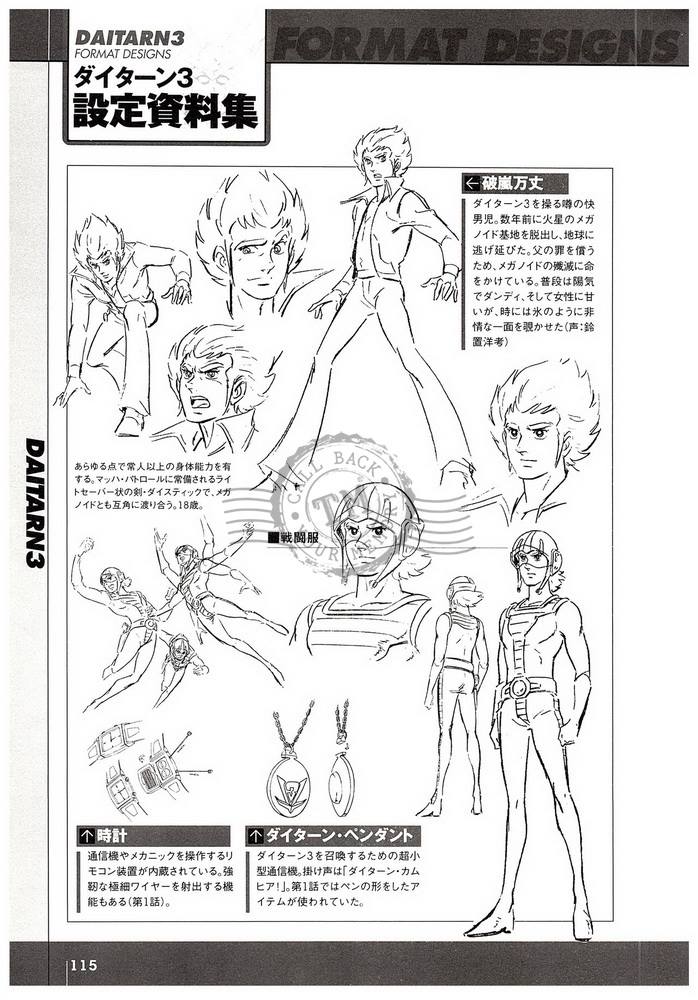 DAITARN3
FORMAT DESIGNS
ダイターン3
設定資料集
FORMAT DESIGNS
←破嵐万丈
ダイターン3を操る噂の快
男児。数年前に火星のメガ
ノイド基地を脱出し、地球に
逃げ延びた。父の罪を償う
ため、メガノイドの殲滅に命
をかけている。普段は陽気
でダンディ、そして女性に甘
いが、時には氷のように非
情な一面を覗かせた(声:鈴
置洋考)
あらゆる点で常人以上の身体能力を有
する。マッハ・パトロールに常備されるライ
トセーバー状の剣・ダイスティックで、メガ
ノイドとも互角に渡り合う。18歳。
CALL BACK
TM
YOUR
■戦闘服
DAITARN3
↑時計
通信機やメカニックを操作するリ
モコン装置が内蔵されている。強
靭な極細ワイヤーを射出する機
能もある(第1話)。
↑ダイターン・ペンダント
ダイターン3を召喚するための超小
型通信機。掛け声は「ダイターン・カム
ヒア!」。第1話ではペンの形をしたア
イテムが使われていた。
115